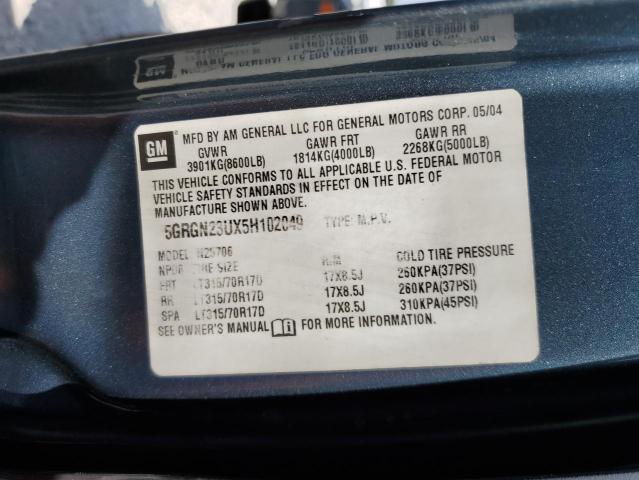 GM
MFD BY AM GENERAL LLC FOR GENERAL MOTORS CORP. 05/04
GVWR GAWR FRT GAWR RR
3901KG(8600LB) 1814KG(4000LB) 2268KG(5000LB)
THIS VEHICLE CONFORMS TO ALL APPLICABLE U.S. FEDERAL MOTOR
VEHICLE SAFETY STANDARDS IN EFFECT ON THE DATE OF
MANUFACTURE SHOWN ABOVE.
5GRGN23UX5H102049 TYPE: M.P.V.
MODEL: N25706
TIRE SIZE RIM COLD TIRE PRESSURE
FRT LT315/70R17D 17X8.5J 260KPA(37PSI)
RR LT315/70R17D 17X8.5J 260KPA(37PSI)
SPA LT315/70R17D 17X8.5J 310KPA(45PSI)
SEE OWNER'S MANUAL FOR MORE INFORMATION.